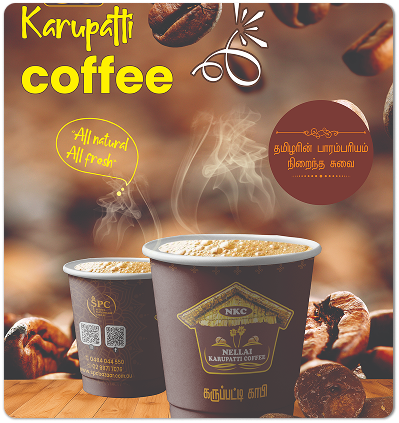 Karupatti
coffee
"All natural
All fresh"
தமிழரின் பாரம்பரியம்
நிறைந்த சுவை
SPC
NKC
NELLAI
KARUPATTI COFFEE
கருப்பட்டி காபி